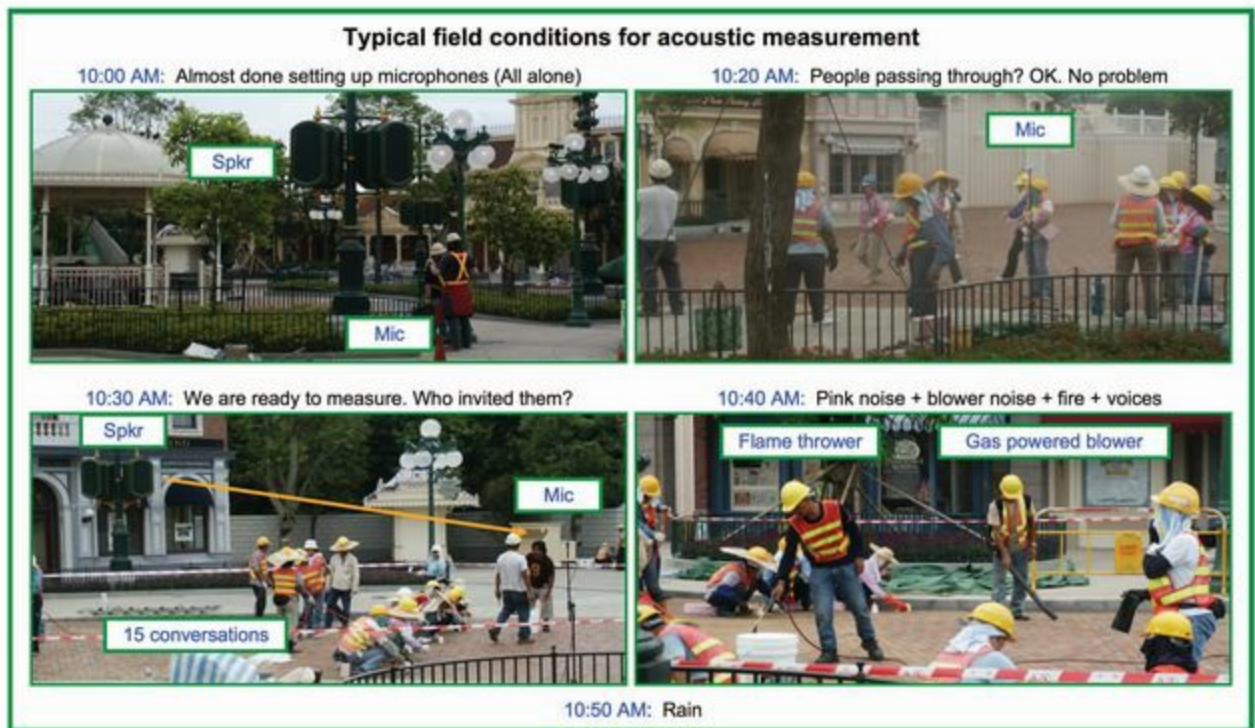 Typical field conditions for acoustic measurement
10:00 AM: Almost done setting up microphones (All alone)
10:20 AM: People passing through? OK. No problem
Spkr
Mic
Mic
10:30 AM: We are ready to measure. Who invited them?
10:40 AM: Pink noise + blower noise + fire + voices
Spkr
Mic
15 conversations
Flame thrower
Gas powered blower
10:50 AM: Rain